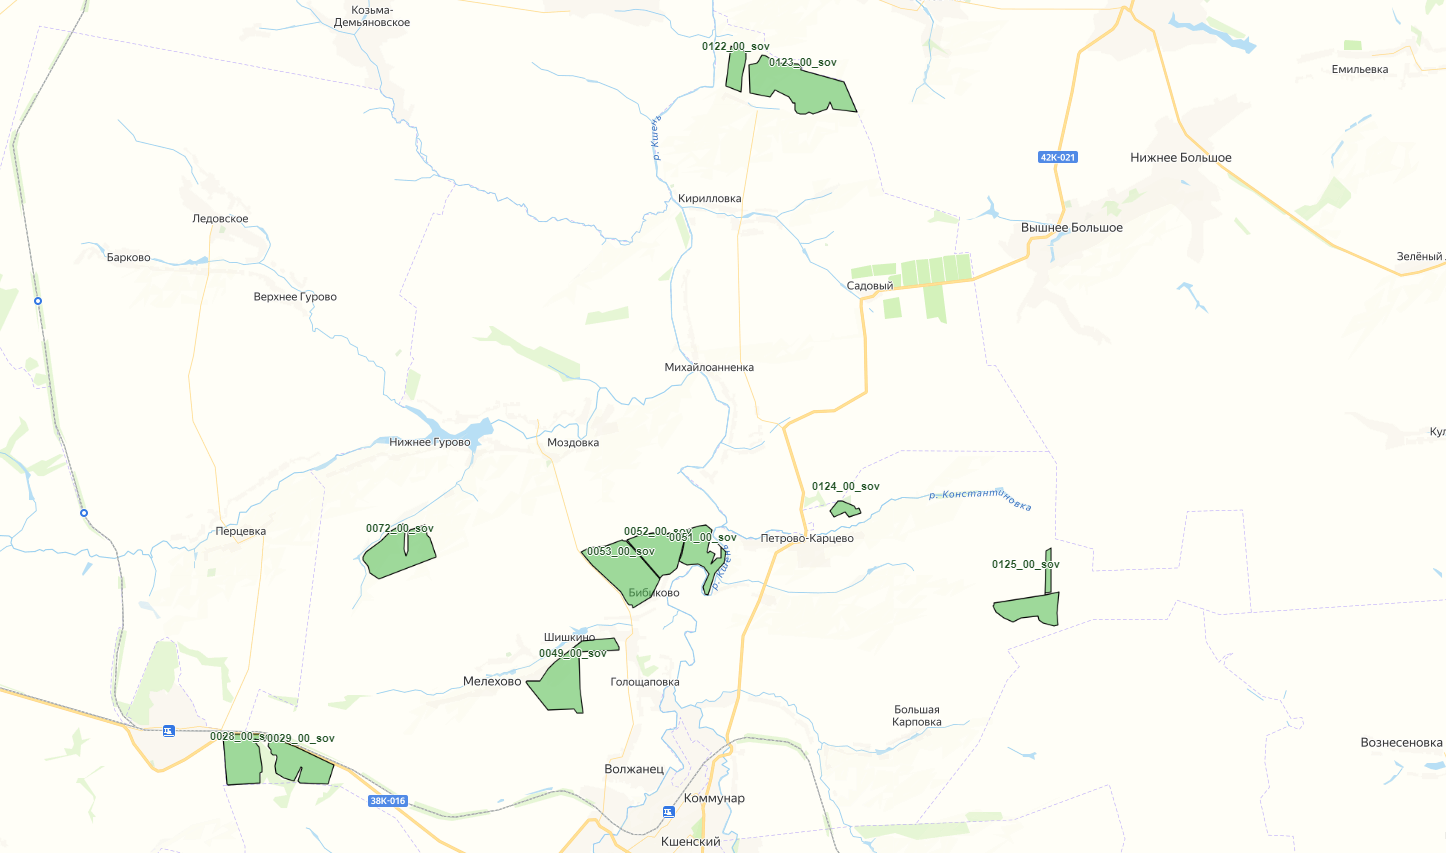 Козьма-
Демьяновское
0122_00_sov
0123_00_sov
Емильевка
р. Кшень
42К-021
Нижнее Большое
Кирилловка
Ледовское
Вышнее Большое
Барково
Зелёный
Садовый
Верхнее Гурово
Михайлоанненка
Нижнее Гурово
Моздовка
0124_00_sov
р. Константиновка
0072_00_sov
Перцевка
0052_00_sov
0051_00_sov
Петрово-Карцево
0053_00_sov
р. Кшень
0125_00_sov
Бибиково
Шишкино
0049_00_sov
Мелехово
Голощаповка
Большая
Карповка
0028_00_s
0029_00_sov
Вознесеновка
Волжанец
38К-016
Коммунар
Кшенский